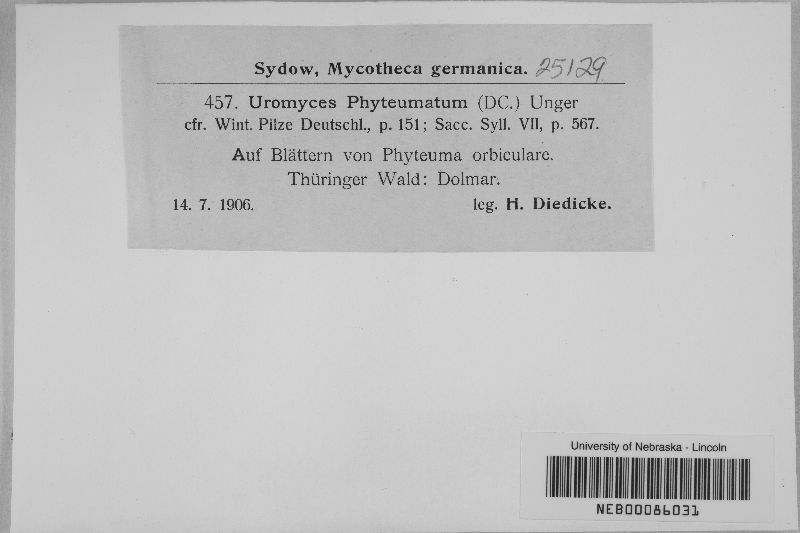 Sydow, Mycotheca germanica. 25129
457. Uromyces Phyteumatum (DC.) Unger
cfr. Wint. Pilze Deutschl., p. 151; Sacc. Syll. VII, p. 567.
Auf Blättern von Phyteuma orbiculare.
Thüringer Wald: Dolmar.
14. 7. 1906. leg. H. Diedicke.
University of Nebraska - Lincoln
NEB00086031